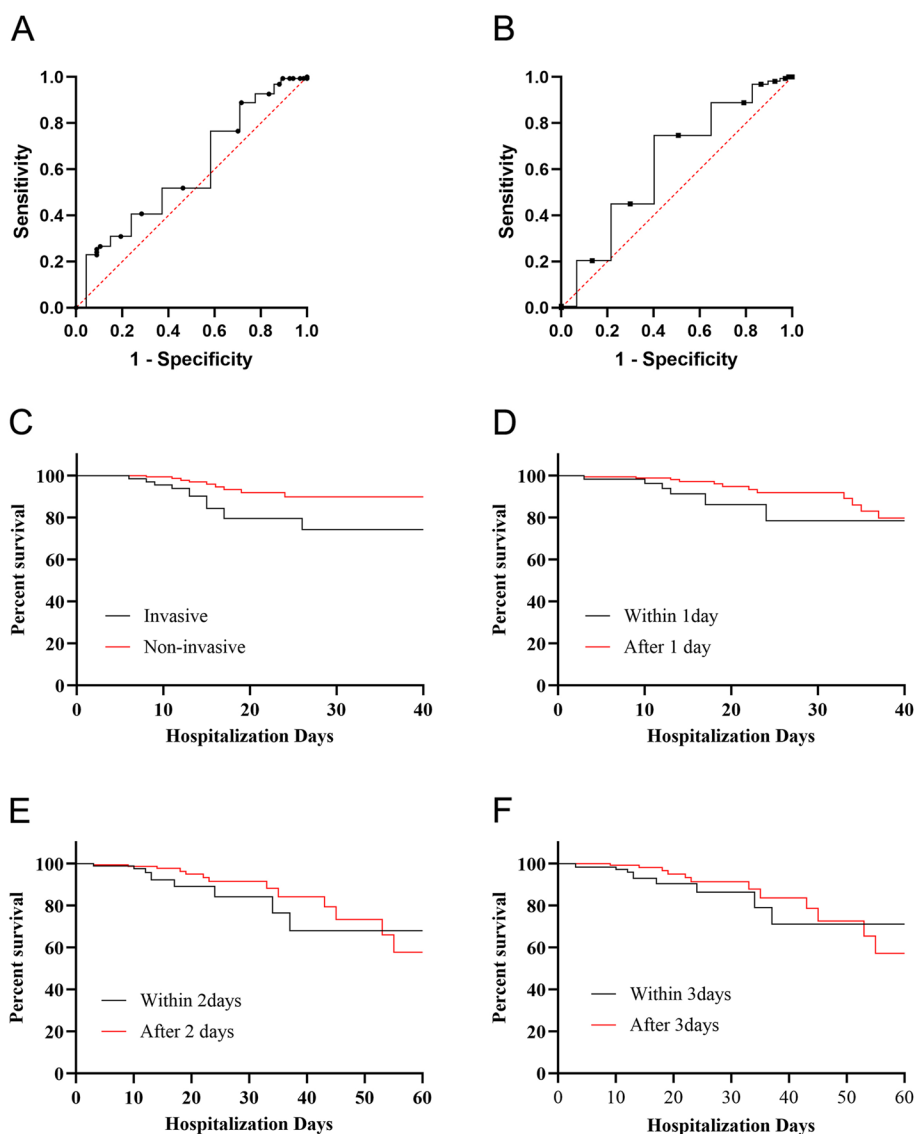 A
B
1.0
0.8
0.6
0.4
0.2
0.0
Sensitivity
0.0 0.2 0.4 0.6 0.8 1.0
1 - Specificity
1.0
0.8
0.6
0.4
0.2
0.0
Sensitivity
0.0 0.2 0.4 0.6 0.8 1.0
1 - Specificity
C
D
100
80
60
40
20
0
Percent survival
Invasive
Non-invasive
0 10 20 30 40
Hospitalization Days
100
80
60
40
20
0
Percent survival
Within 1day
After 1 day
0 10 20 30 40
Hospitalization Days
E
F
100
80
60
40
20
0
Percent survival
Within 2days
After 2 days
0 10 20 30 40 50 60
Hospitalization Days
100
80
60
40
20
0
Percent survival
Within 3days
After 3days
0 10 20 30 40 50 60
Hospitalization Days